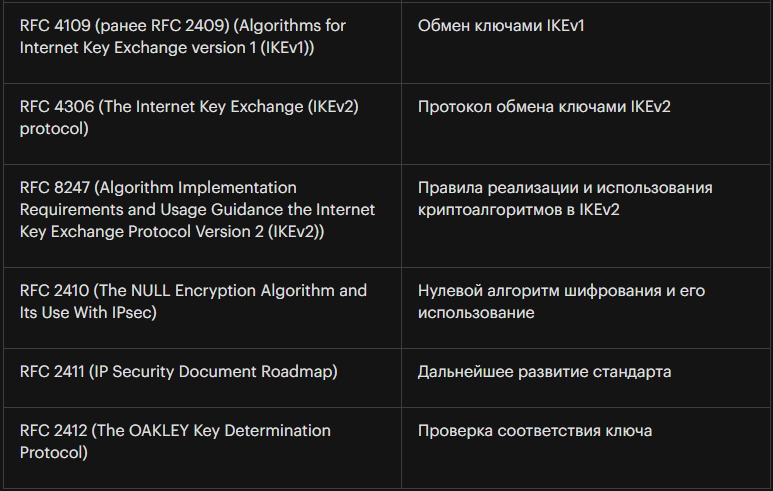 RFC 4109 (ранее RFC 2409) (Algorithms for
Internet Key Exchange version 1 (IKEv1))
Обмен ключами IKEv1
RFC 4306 (The Internet Key Exchange (IKEv2)
protocol)
Протокол обмена ключами IKEv2
RFC 8247 (Algorithm Implementation
Requirements and Usage Guidance the Internet
Key Exchange Protocol Version 2 (IKEv2))
Правила реализации и использования
криптоалгоритмов в IKEv2
RFC 2410 (The NULL Encryption Algorithm and
Its Use With IPsec)
Нулевой алгоритм шифрования и его
использование
RFC 2411 (IP Security Document Roadmap)
Дальнейшее развитие стандарта
RFC 2412 (The OAKLEY Key Determination
Protocol)
Проверка соответствия ключа